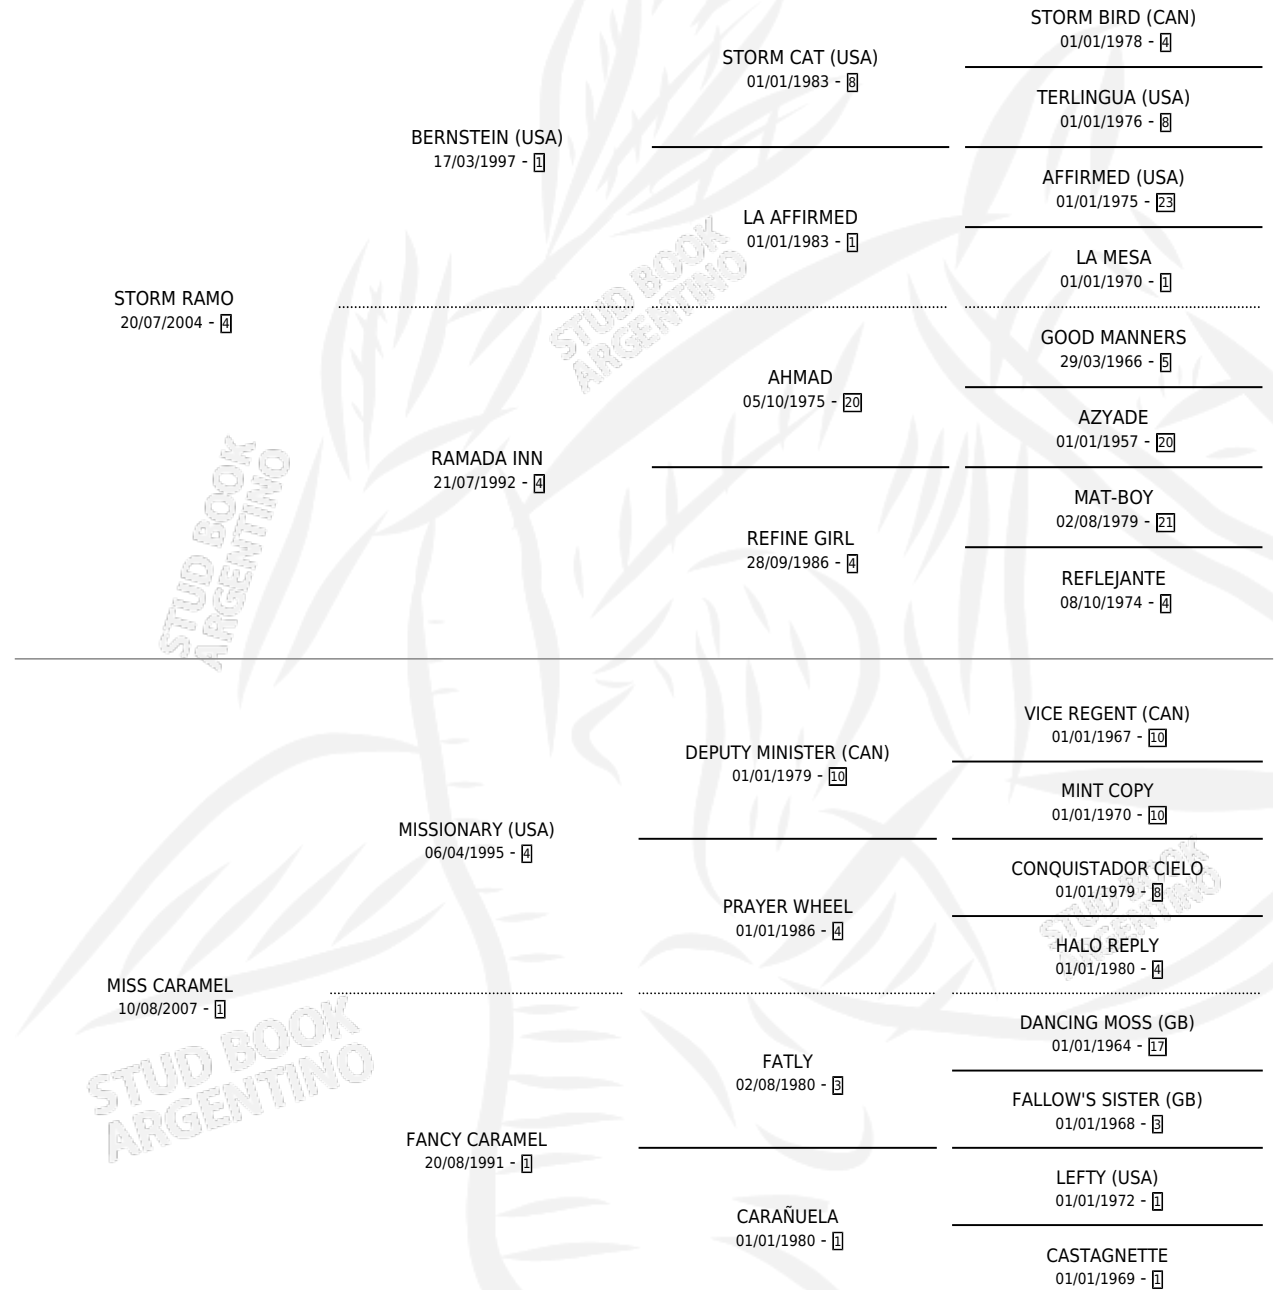 STORM BIRD (CAN)
01/01/1978 - 4
STORM CAT (USA)
01/01/1983 - 8
TERLINGUA (USA)
01/01/1976 - 8
BERNSTEIN (USA)
17/03/1997 - 1
AFFIRMED (USA)
01/01/1975 - 23
LA AFFIRMED
01/01/1983 - 1
LA MESA
01/01/1970 - 1
STORM RAMO
20/07/2004 - 4
GOOD MANNERS
29/03/1966 - 5
AHMAD
05/10/1975 - 20
AZYADE
01/01/1957 - 20
RAMADA INN
21/07/1992 - 4
MAT-BOY
02/08/1979 - 21
REFINE GIRL
28/09/1986 - 4
REFLEJANTE
08/10/1974 - 4
STUD BOOK
ARGENTINO
STUD BOOK
ARGENTINO
VICE REGENT (CAN)
01/01/1967 - 10
DEPUTY MINISTER (CAN)
01/01/1979 - 10
MINT COPY
01/01/1970 - 10
MISSIONARY (USA)
06/04/1995 - 4
CONQUISTADOR CIELO
01/01/1979 - 8
PRAYER WHEEL
01/01/1986 - 4
HALO REPLY
01/01/1980 - 4
MISS CARAMEL
10/08/2007 - 1
DANCING MOSS (GB)
01/01/1964 - 17
FATLY
02/08/1980 - 3
FALLOW'S SISTER (GB)
01/01/1968 - 3
FANCY CARAMEL
20/08/1991 - 1
LEFTY (USA)
01/01/1972 - 1
CARAÑUELA
01/01/1980 - 1
CASTAGNETTE
01/01/1969 - 1
STUD BOOK
ARGENTINO
STUD BOOK
ARGENTINO